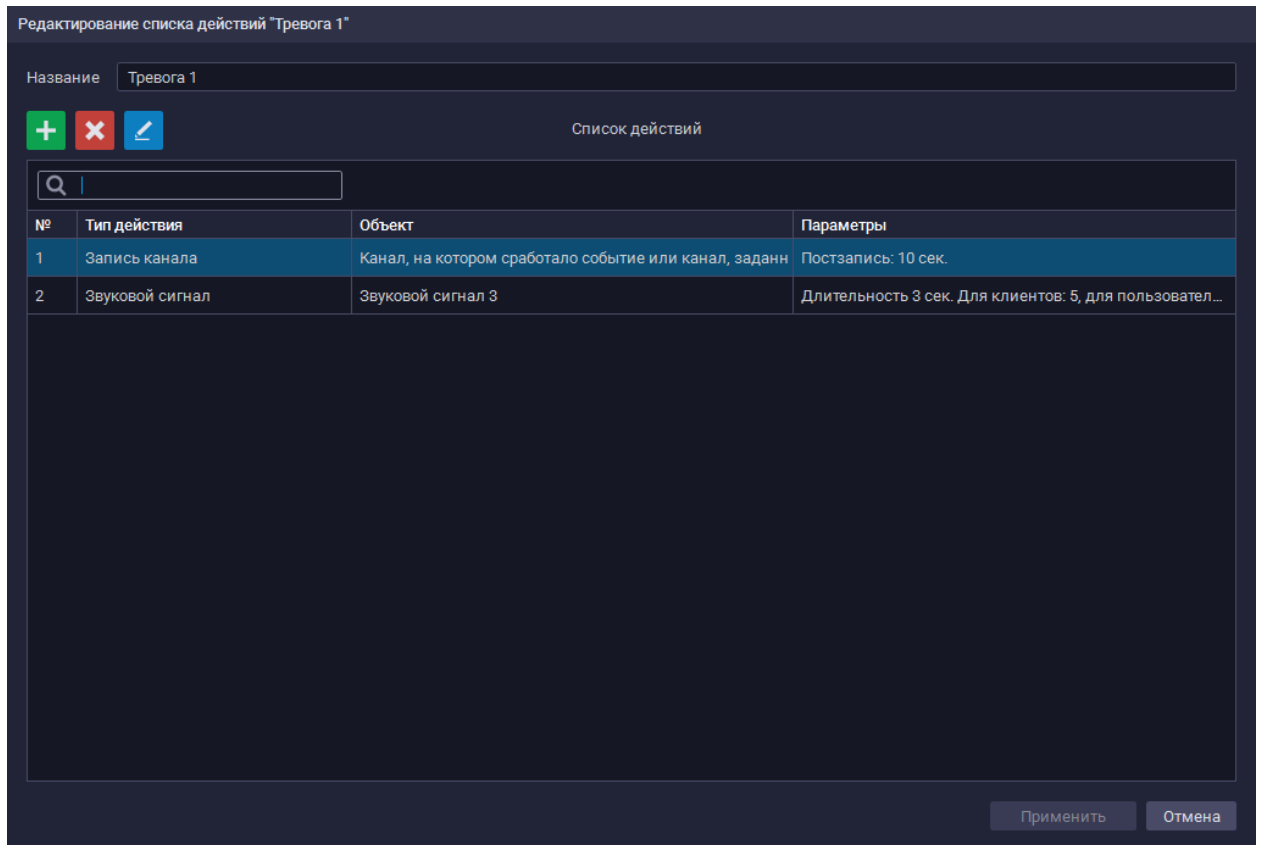 Редактирование списка действий "Тревога 1"
Название Тревога 1
Список действий
№ Тип действия Объект Параметры
1 Запись канала Канал, на котором сработало событие или канал, заданн Постзапись: 10 сек.
2 Звуковой сигнал Звуковой сигнал 3 Длительность 3 сек. Для клиентов: 5, для пользовател...
Применить Отмена